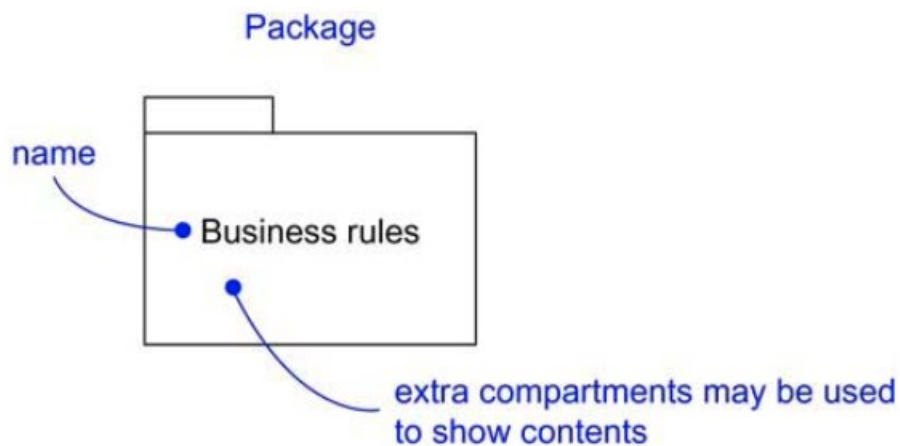 Package
name
Business rules
extra compartments may be used
to show contents